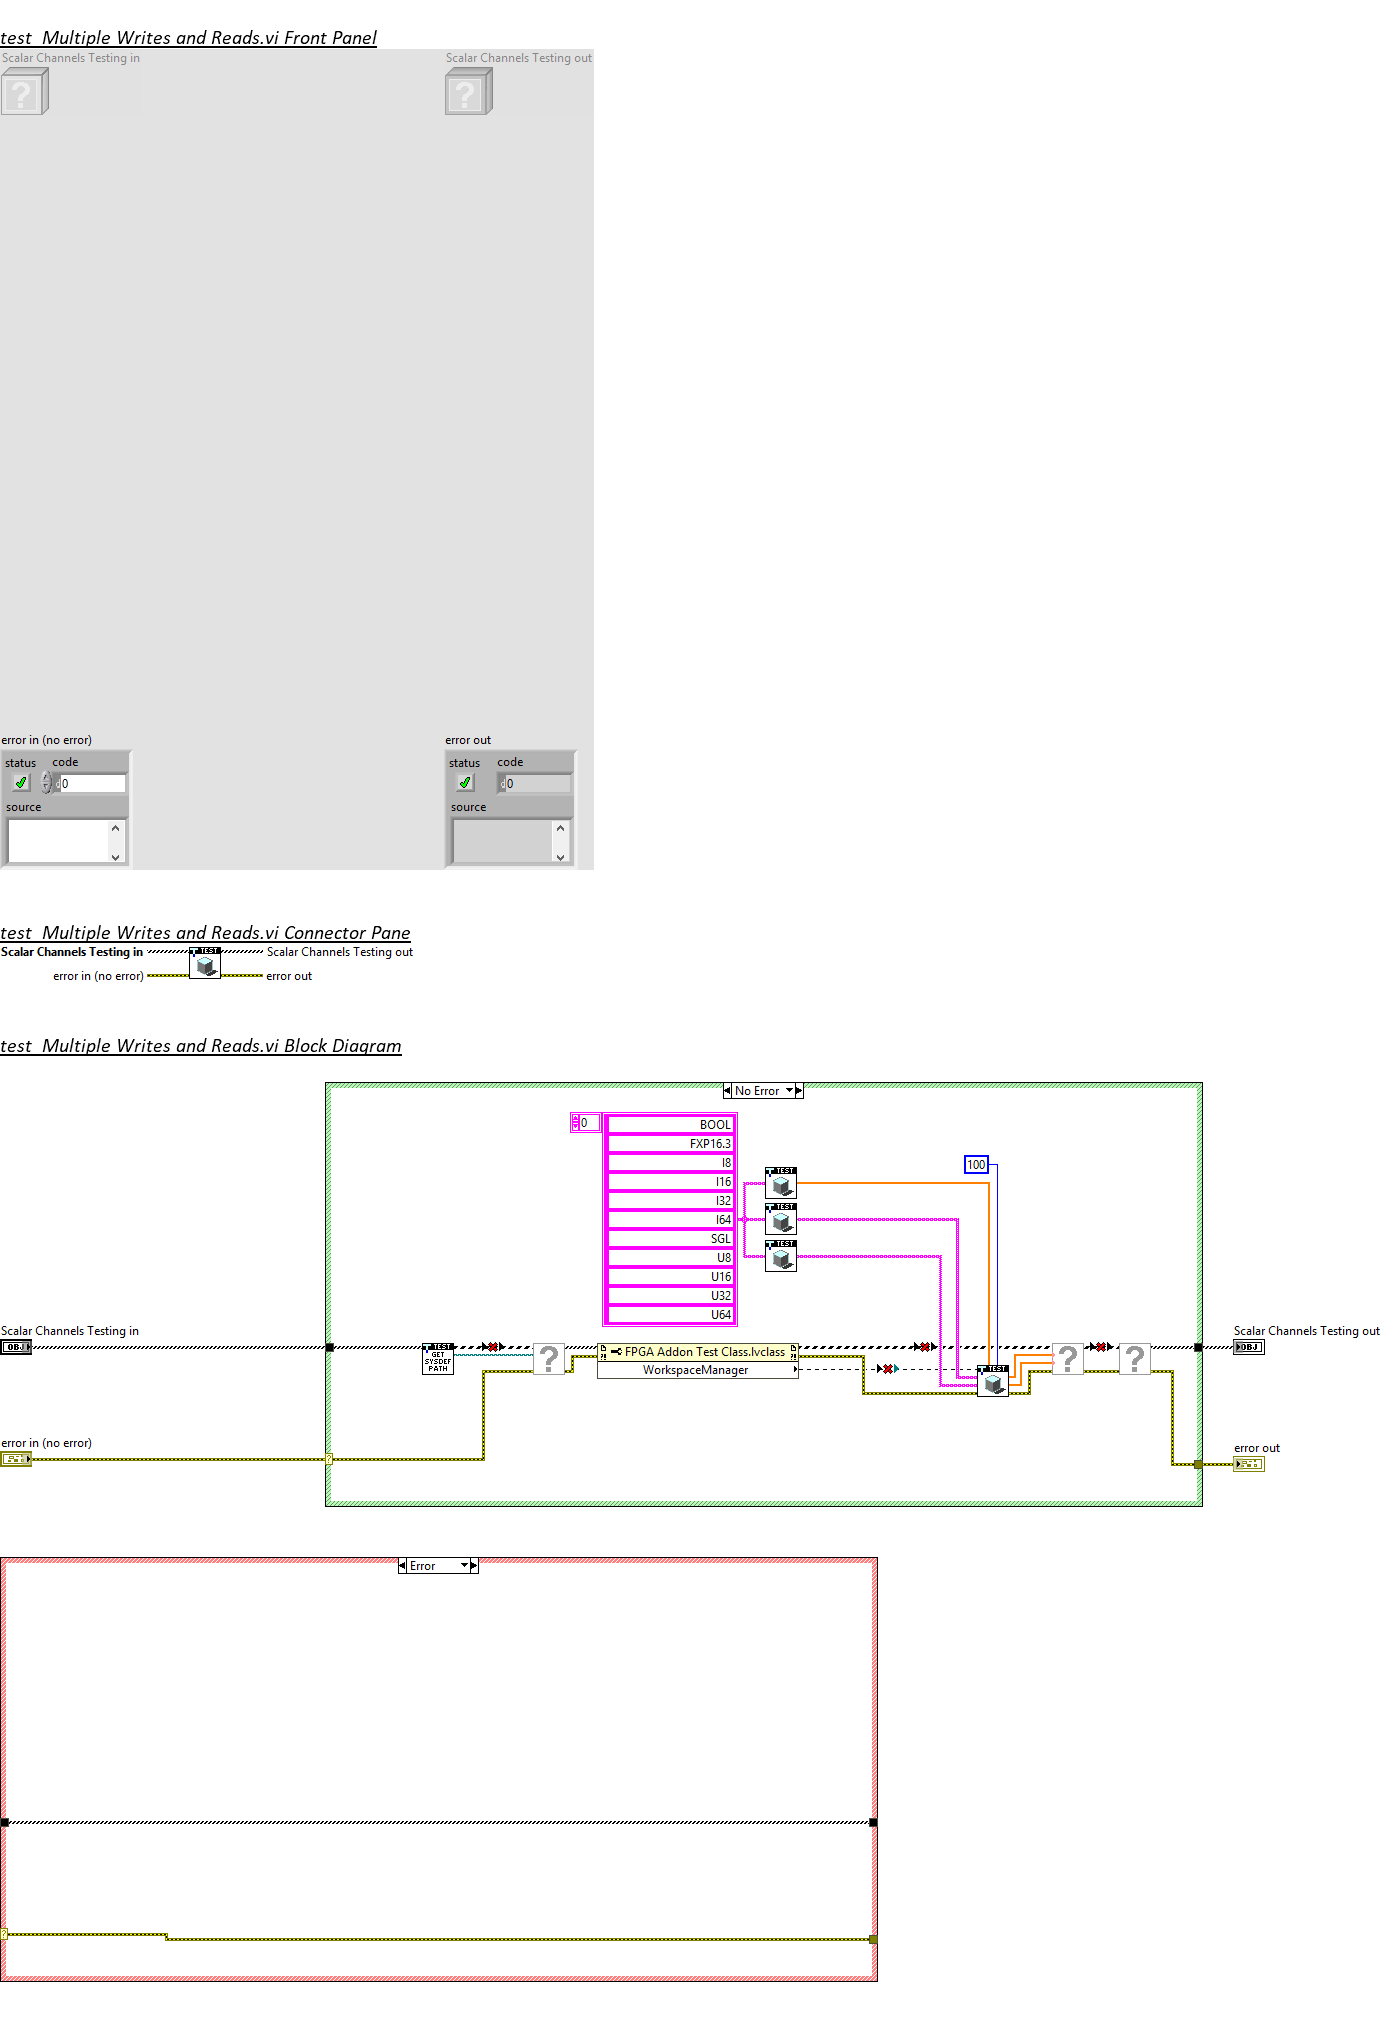 test_Multiple Writes and Reads.vi Front Panel
Scalar Channels Testing in
Scalar Channels Testing out
?
?
error in (no error)
error out
status
code
status
code
d0
d0
source
source
test_Multiple Writes and Reads.vi Connector Pane
Scalar Channels Testing in
TEST
Scalar Channels Testing out
error in (no error)
error out
test_Multiple Writes and Reads.vi Block Diagram
No Error
0
BOOL
FXP16.3
I8
I16
I32
I64
SGL
U8
U16
U32
U64
TEST
TEST
TEST
100
Scalar Channels Testing in
OBJ
TEST
GET
SYSDEF
PATH
?
FPGA Addon Test Class.lvclass
WorkspaceManager
TEST
?
?
Scalar Channels Testing out
OBJ
error in (no error)
?
error out
Error
?